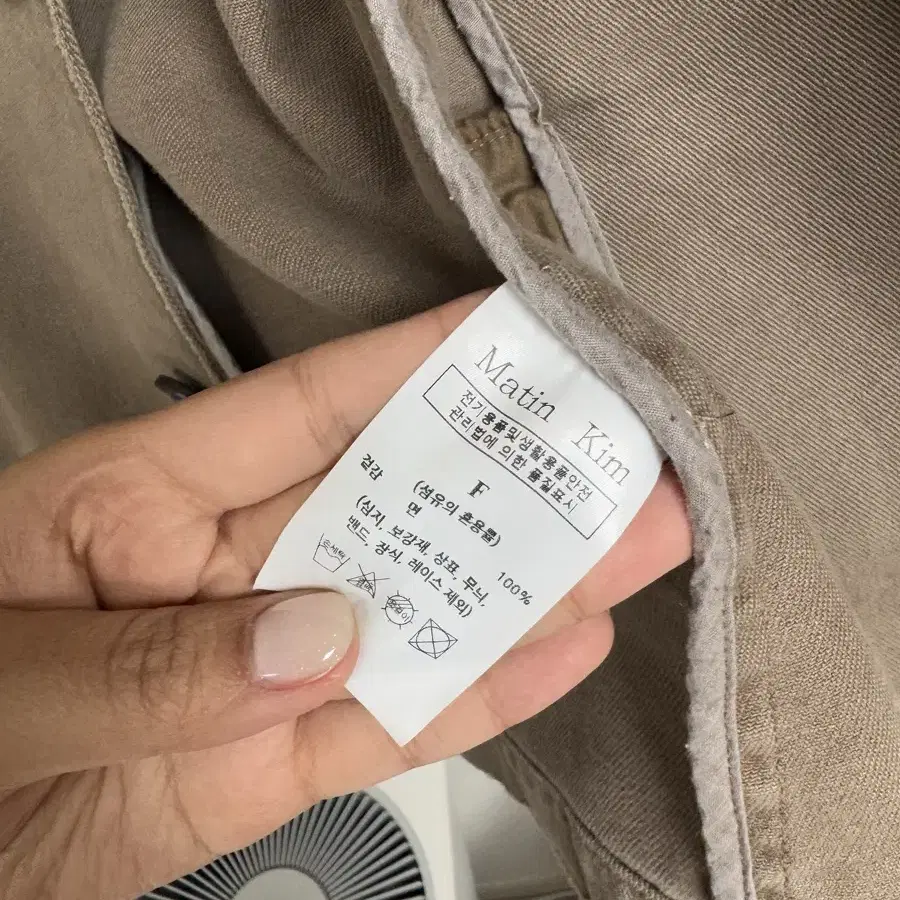 Matin Kim
전기용품및생활용품안전
관리법에 의한 품질표시
F
(섬유의 혼용률)
겉감 면 100%
(심지, 보강재, 상표, 무늬,
밴드, 장식, 레이스 제외)